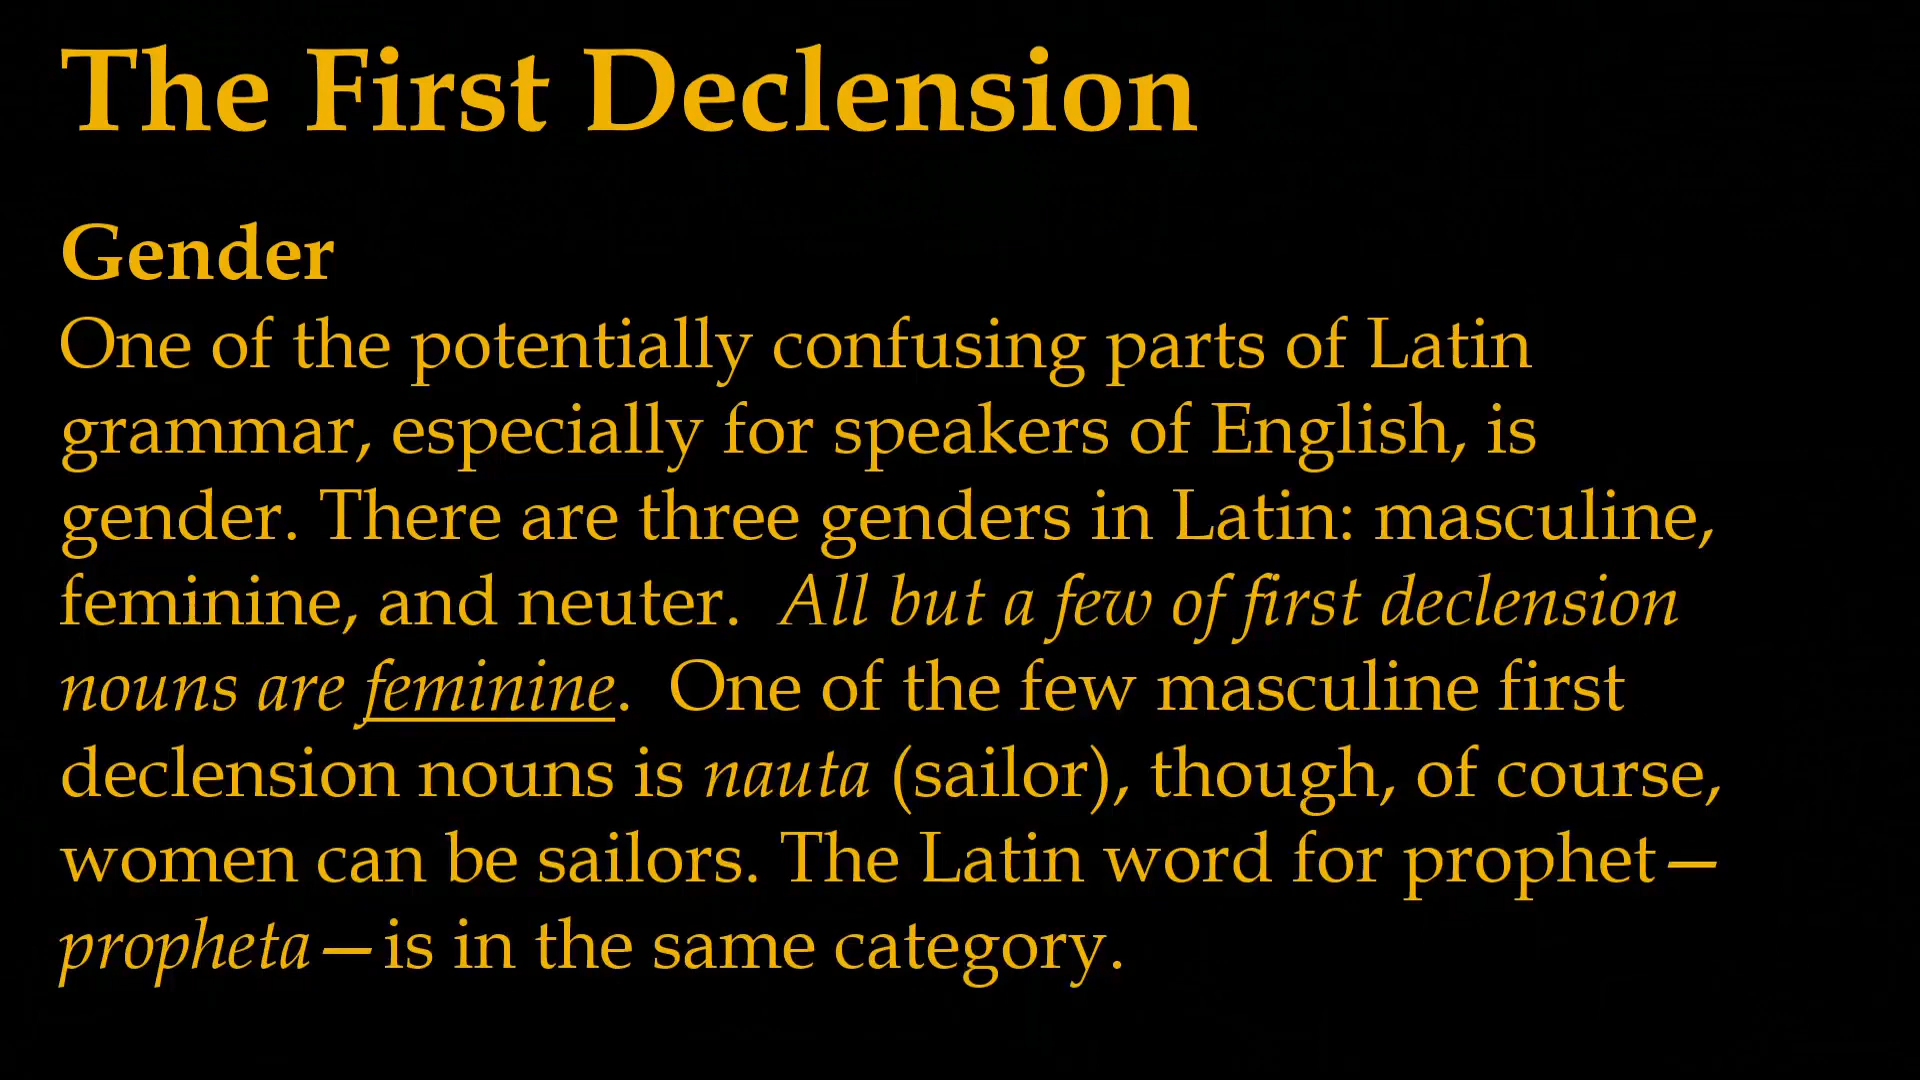 The First Declension
Gender
One of the potentially confusing parts of Latin
grammar, especially for speakers of English, is
gender. There are three genders in Latin: masculine,
feminine, and neuter.  All but a few of first declension
nouns are feminine.  One of the few masculine first
declension nouns is nauta (sailor), though, of course,
women can be sailors. The Latin word for prophet—
propheta—is in the same category.